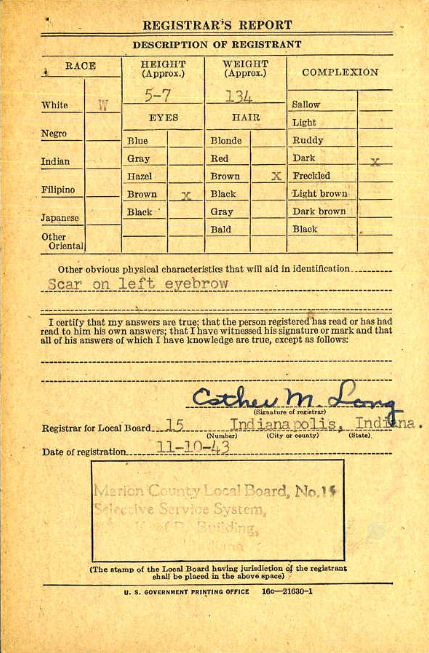 REGISTRAR'S REPORT
DESCRIPTION OF REGISTRANT
RACE
HEIGHT (Approx.)
WEIGHT (Approx.)
COMPLEXION
5-7
134
White W
Negro
Indian
Filipino
Japanese
Other Oriental
EYES
Blue
Gray
Hazel
Brown x
Black
HAIR
Blonde
Red
Brown X
Black
Gray
Bald
Sallow
Light
Ruddy
Dark x
Freckled
Light brown
Dark brown
Black
Other obvious physical characteristics that will aid in identification
Scar on left eyebrow
I certify that my answers are true; that the person registered has read or has had
read to him his own answers; that I have witnessed his signature or mark and that
all of his answers of which I have knowledge are true, except as follows:
Esther M. Long
(Signature of registrar)
Registrar for Local Board 15 Indianapolis, Indiana.
(Number) (City or county) (State)
Date of registration 11-10-43
Marion County Local Board, No. 15
Selective Service System,
Building,
(The stamp of the Local Board having jurisdiction of the registrant
shall be placed in the above space)
U. S. GOVERNMENT PRINTING OFFICE 16c—21630-1